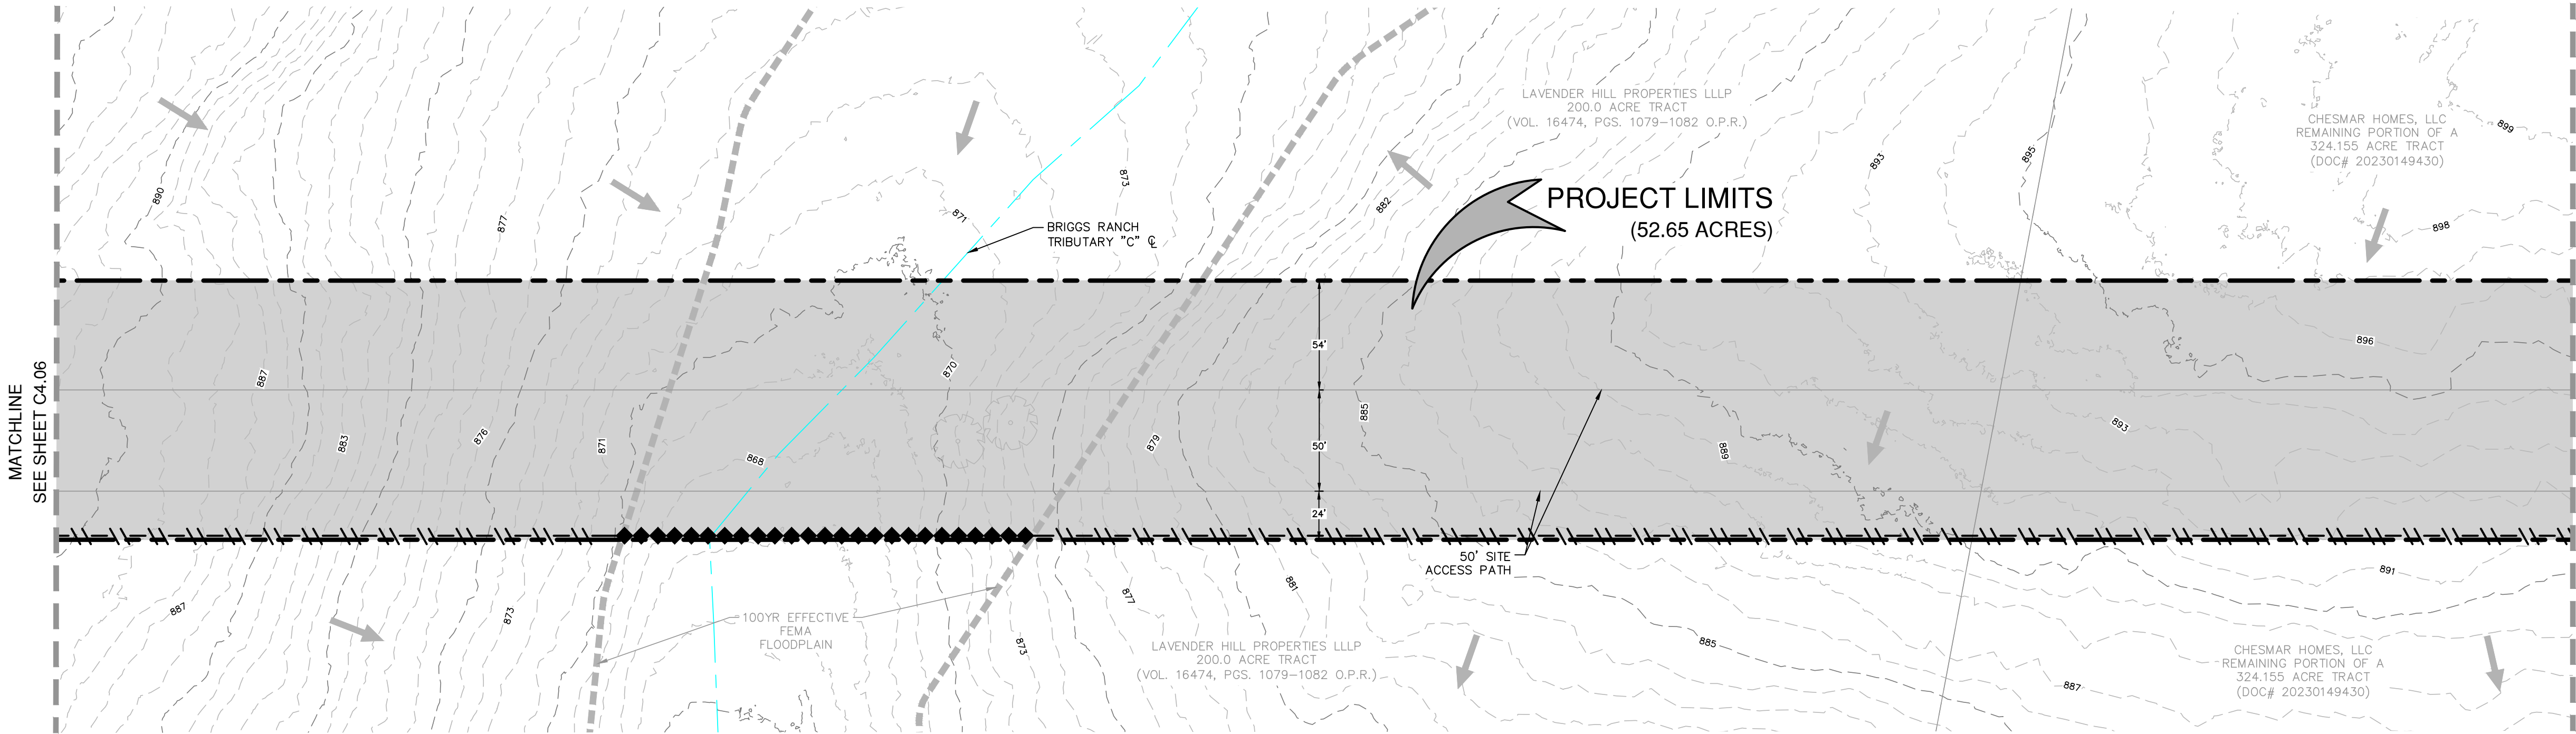 MATCHLINE
SEE SHEET C4.06
890
877
871
873
882
893
895
899
898
BRIGGS RANCH
TRIBUTARY "C" ℄
LAVENDER HILL PROPERTIES LLLP
200.0 ACRE TRACT
(VOL. 16474, PGS. 1079–1082 O.P.R.)
PROJECT LIMITS
(52.65 ACRES)
CHESMAR HOMES, LLC
REMAINING PORTION OF A
324.155 ACRE TRACT
(DOC# 20230149430)
887
883
876
871
868
870
879
54'
50'
24'
885
889
893
896
50' SITE
ACCESS PATH
887
873
100YR EFFECTIVE
FEMA
FLOODPLAIN
873
877
881
LAVENDER HILL PROPERTIES LLLP
200.0 ACRE TRACT
(VOL. 16474, PGS. 1079–1082 O.P.R.)
885
887
891
CHESMAR HOMES, LLC
REMAINING PORTION OF A
324.155 ACRE TRACT
(DOC# 20230149430)